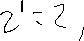 2' = 2,